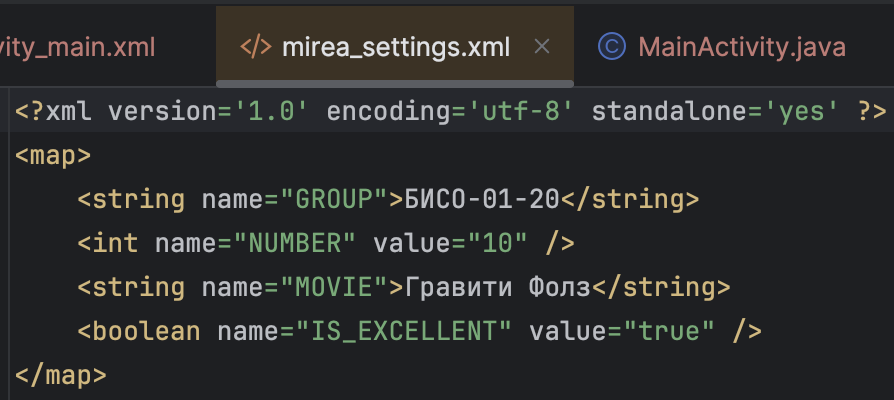 vity_main.xml </> mirea_settings.xml × © MainActivity.java
<?xml version='1.0' encoding='utf-8' standalone='yes' ?>
<map>
    <string name="GROUP">БИСО-01-20</string>
    <int name="NUMBER" value="10" />
    <string name="MOVIE">Гравити Фолз</string>
    <boolean name="IS_EXCELLENT" value="true" />
</map>